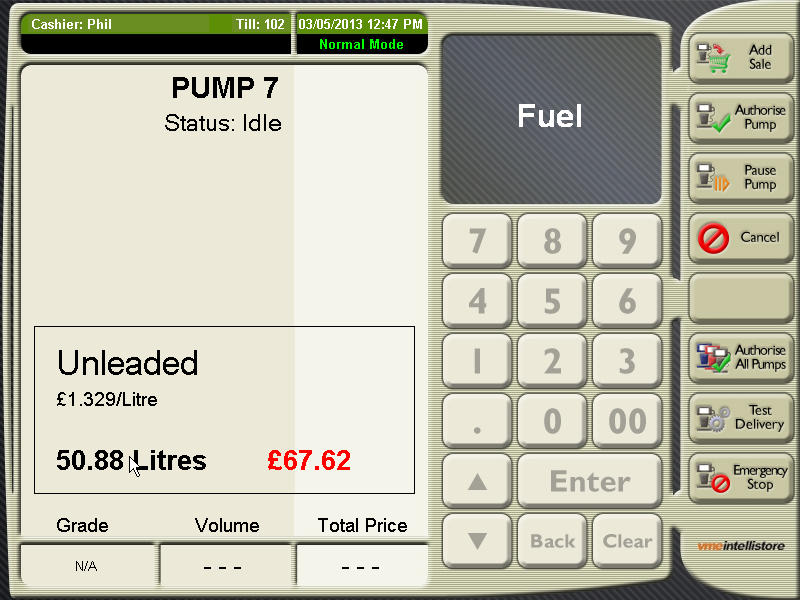 Cashier: Phil Till: 102 03/05/2013 12:47 PM
Normal Mode
PUMP 7
Status: Idle
Unleaded
£1.329/Litre
50.88 Litres £67.62
Grade Volume Total Price
N/A - - - - - -
Fuel
7 8 9
4 5 6
1 2 3
. 0 00
Enter
Back Clear
Add
Sale
Authorise
Pump
Pause
Pump
Cancel
Authorise
All Pumps
Test
Delivery
Emergency
Stop
vmeintellistore